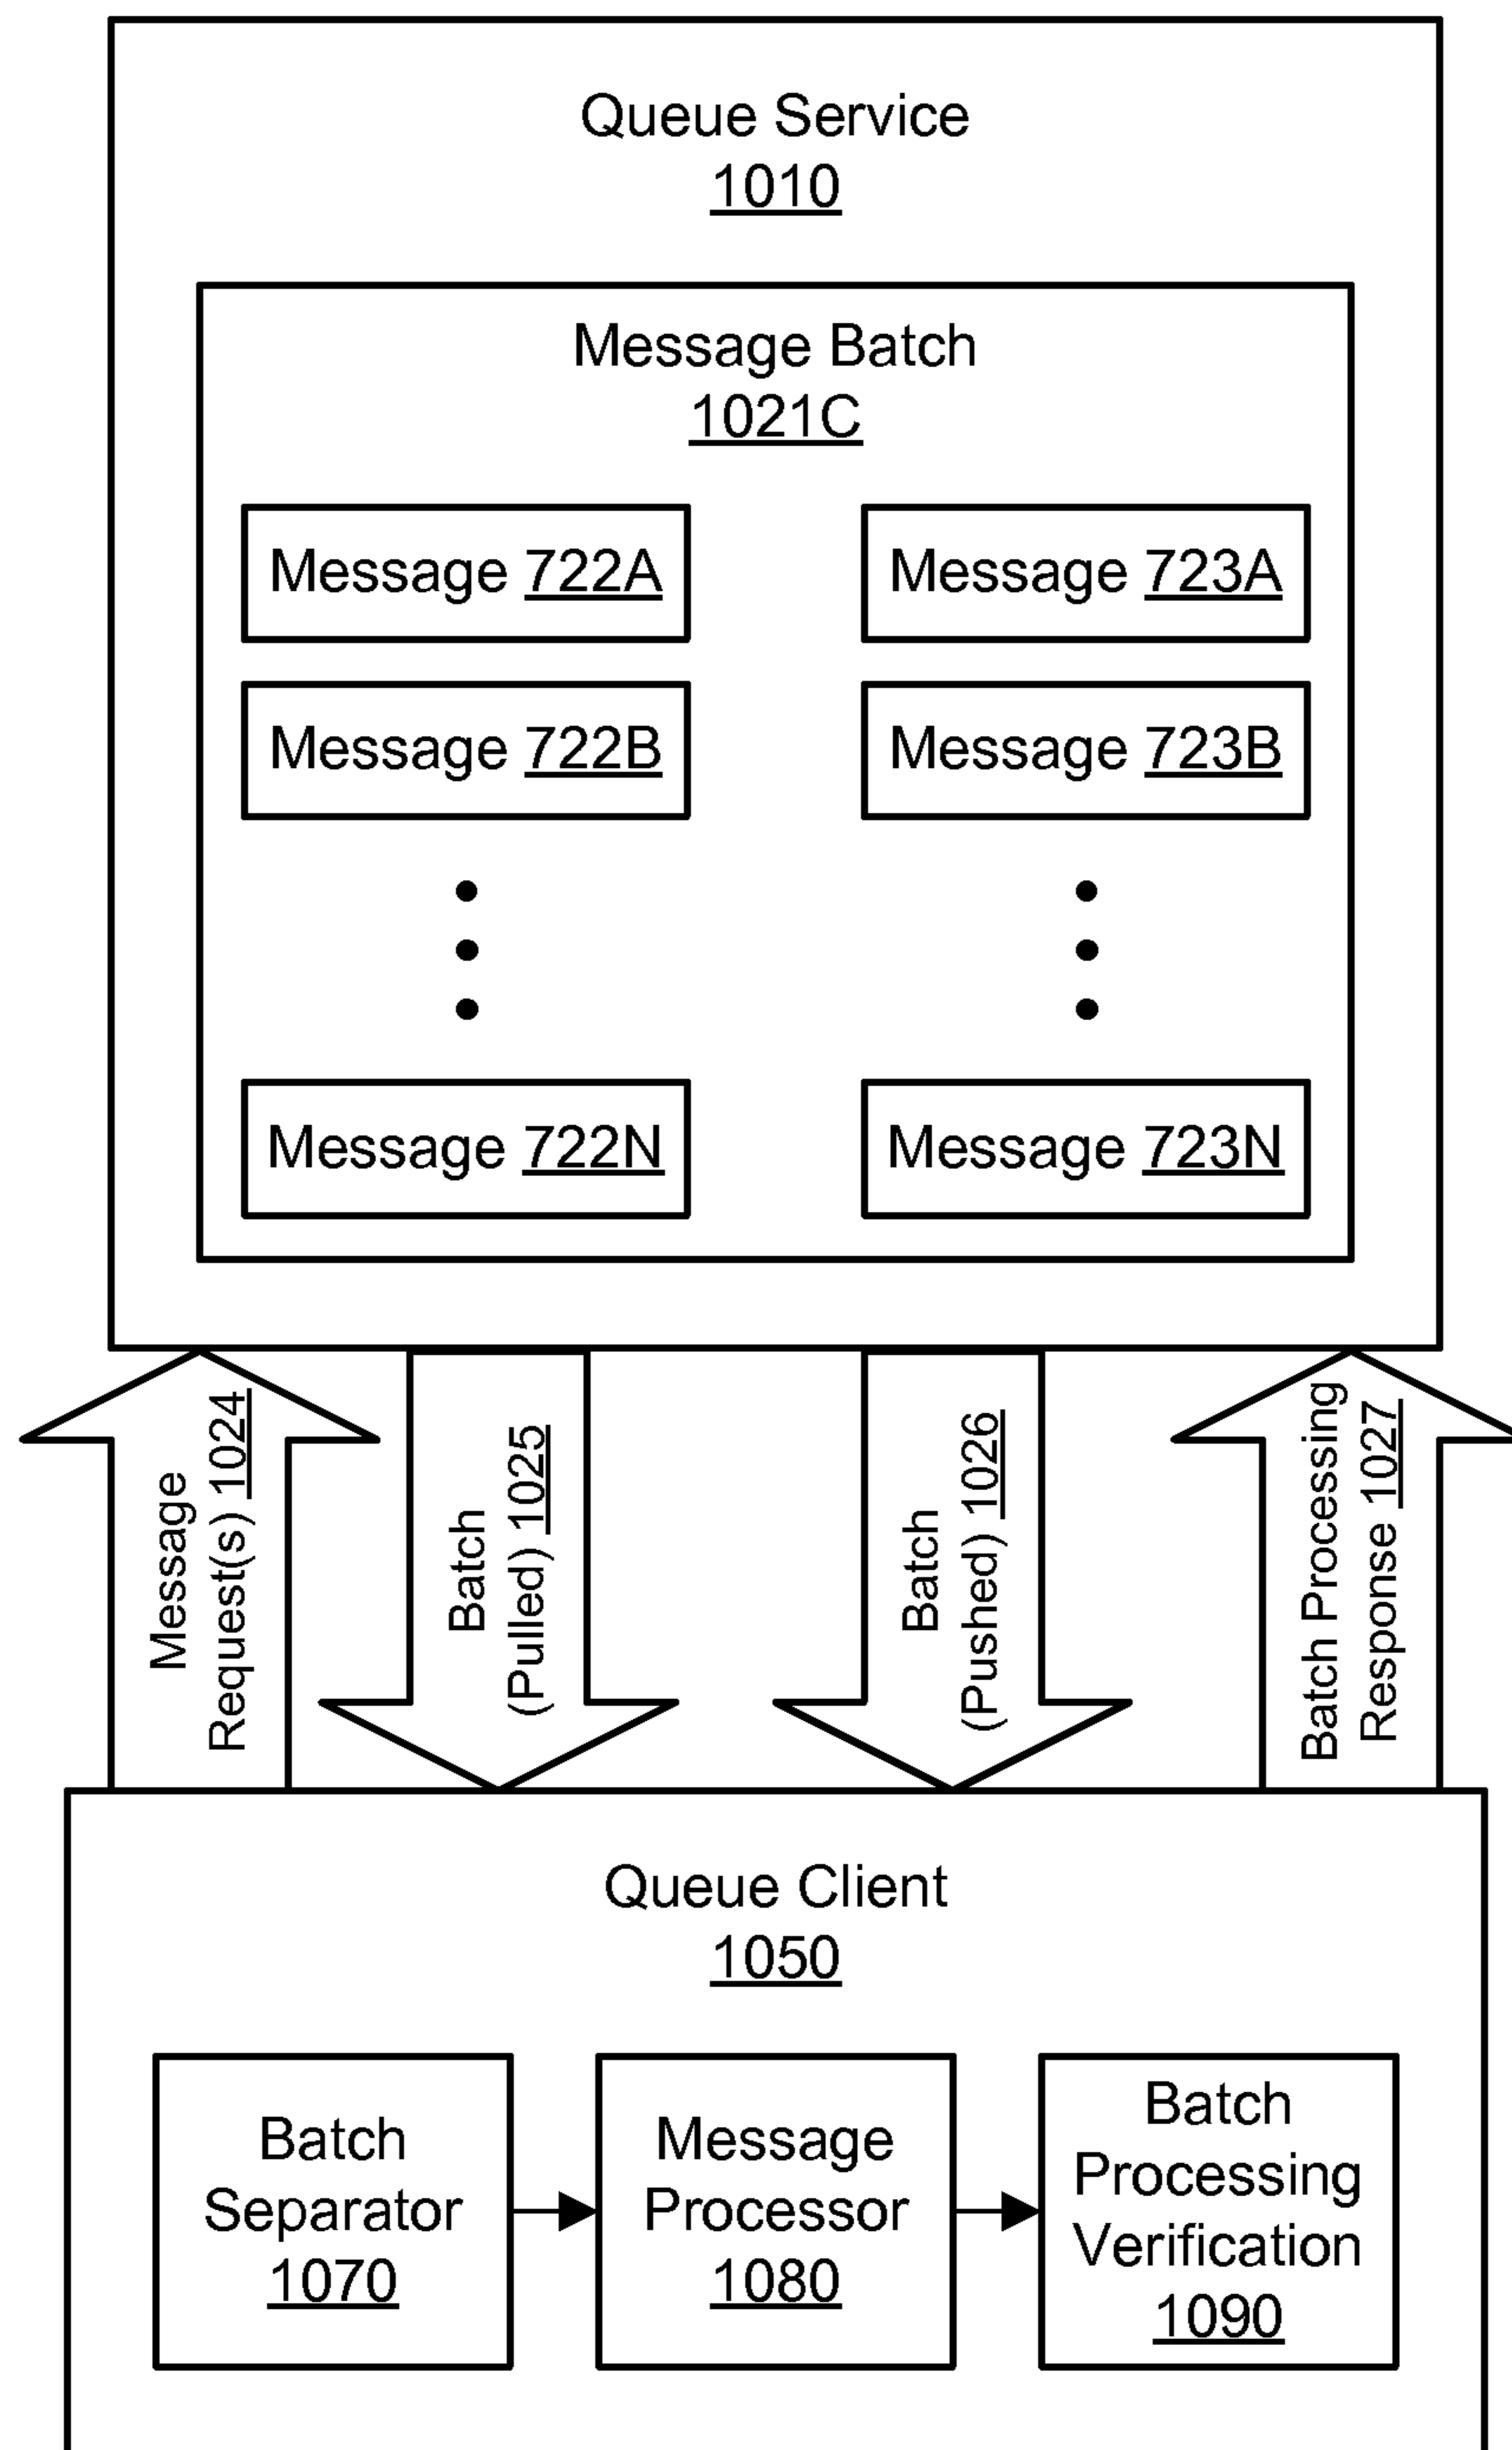 Queue Service
1010
Message Batch
1021C
Message 722A
Message 723A
Message 722B
Message 723B
Message 722N
Message 723N
Message
Request(s) 1024
Batch
(Pulled) 1025
Batch
(Pushed) 1026
Batch Processing
Response 1027
Queue Client
1050
Batch
Separator
1070
Message
Processor
1080
Batch
Processing
Verification
1090